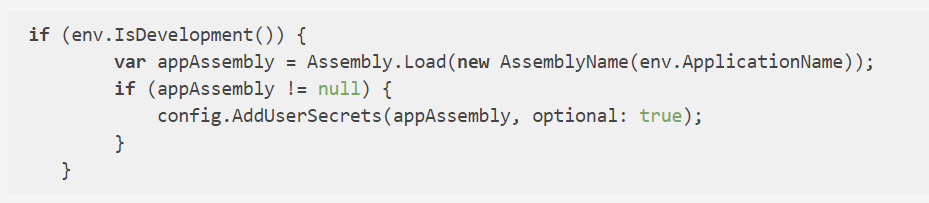 if (env.IsDevelopment()) {
        var appAssembly = Assembly.Load(new AssemblyName(env.ApplicationName));
        if (appAssembly != null) {
            config.AddUserSecrets(appAssembly, optional: true);
        }
   }